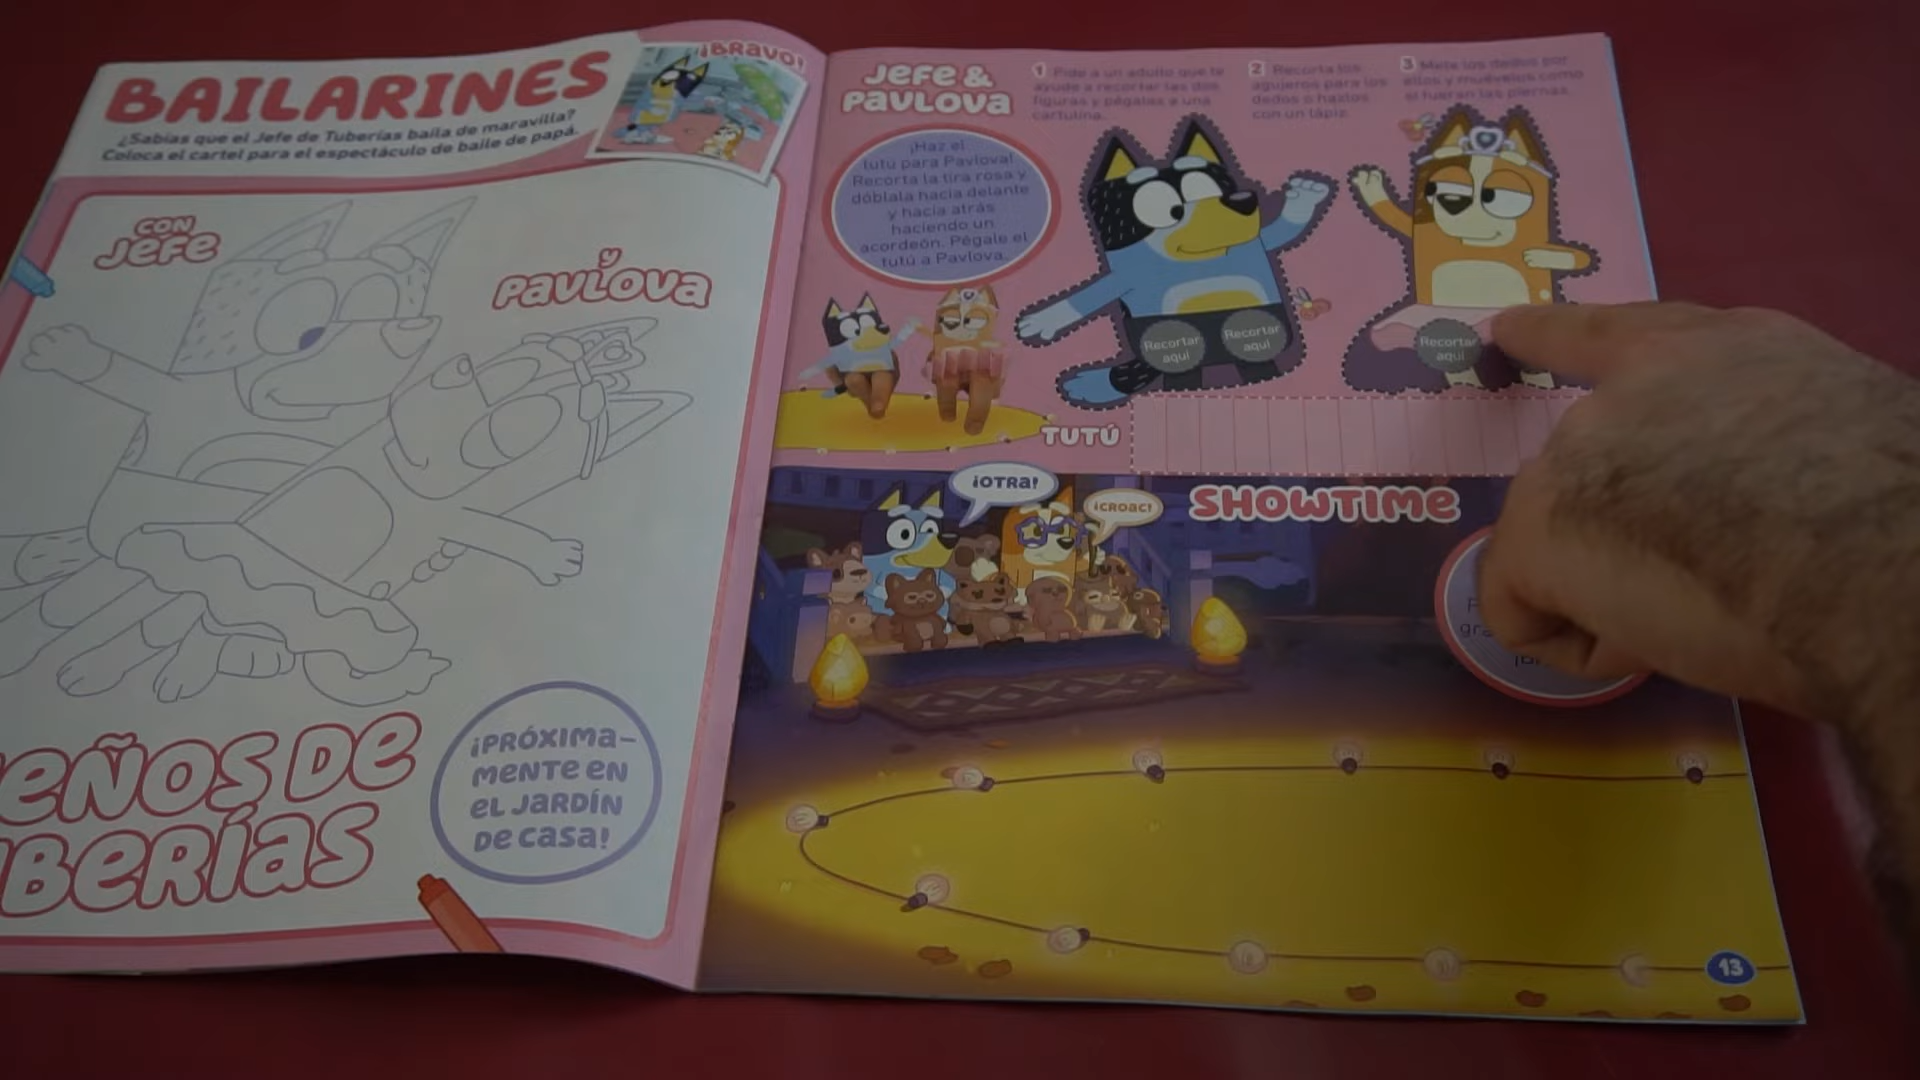 BAILARINES
¿Sabías que el Jefe de Tuberías baila de maravilla?
Coloca el cartel para el espectáculo de baile de papá.
¡BRAVO!
CON
JEFE
Y
PAVLOVA
EÑOS DE
BERÍAS
¡PRÓXIMA-
MENTE EN
EL JARDÍN
DE CASA!
JEFE &
PAVLOVA
¡Haz el
tutú para Pavlova!
Recorta la tira rosa y
dóblala hacia delante
y hacia atrás
haciendo un
acordeón. Pégale el
tutú a Pavlova.
1 Pide a un adulto que te
ayude a recortar las dos
figuras y pégalas a una
cartulina.
2 Recorta los
agujeros para los
dedos o hazlos
con un lápiz.
3 Mete los dedos por
ellos y muévelos como
si fueran las piernas.
Recortar
aquí
Recortar
aquí
Recortar
aquí
TUTÚ
¡OTRA!
¡CROAC!
SHOWTIME
13